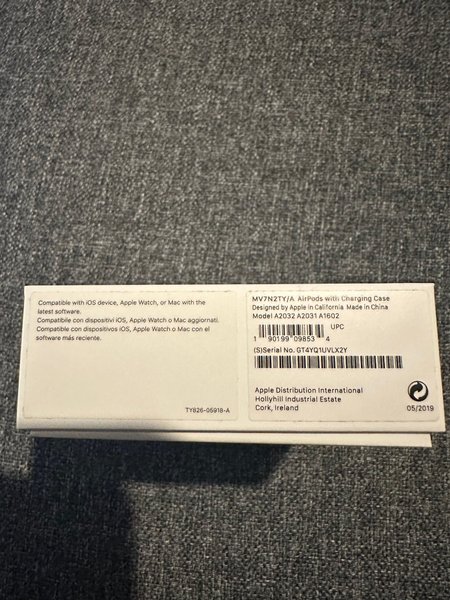 Compatible with iOS device, Apple Watch, or Mac with the
latest software.
Compatibile con dispositivi iOS, Apple Watch o Mac aggiornati.
Compatible con dispositivos iOS, Apple Watch o Mac con el
software más reciente.
TY826-05918-A
MV7N2TY/A AirPods with Charging Case
Designed by Apple in California Made in China
Model A2032 A2031 A1602
UPC
1 90199 09853 4
(S)Serial No. GT4YQ1UVLX2Y
Apple Distribution International
Hollyhill Industrial Estate
Cork, Ireland
05/2019